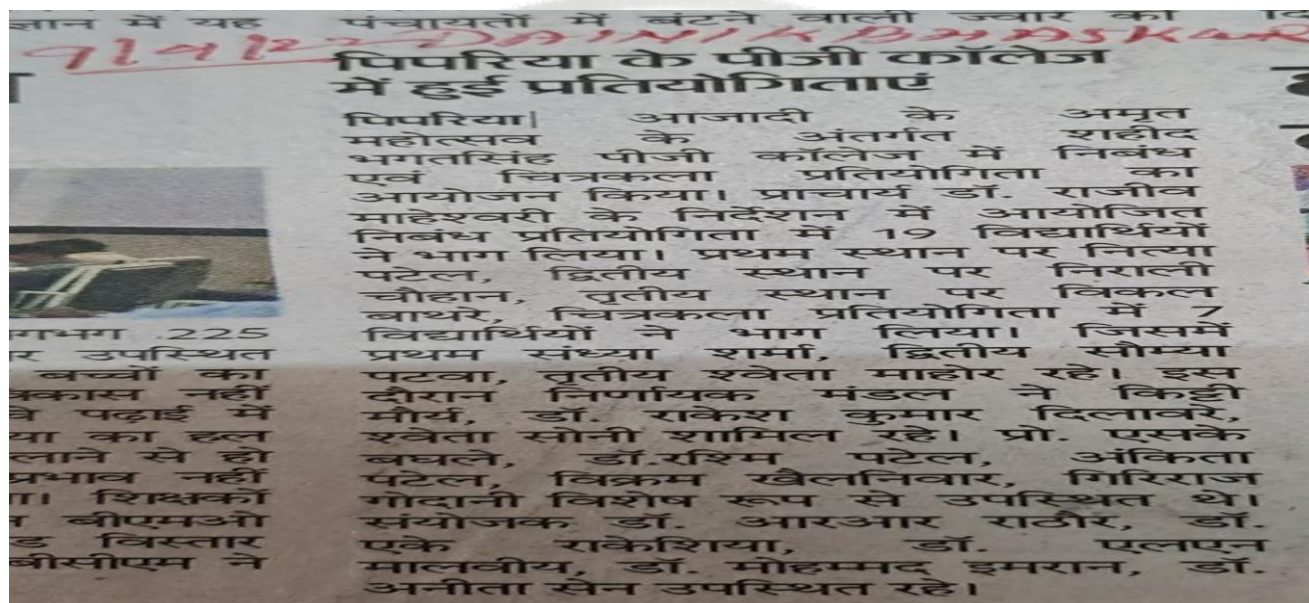 ज्ञान में यह
पंचायतों में बंटने वाली ज्वार की
9/4/22 DAINIK BHASKAR
पिपरिया के पीजी कॉलेज
में हुई प्रतियोगिताएं
पिपरिया| आजादी के अमृत
महोत्सव के अंतर्गत शहीद
भगतसिंह पीजी कॉलेज में निबंध
एवं चित्रकला प्रतियोगिता का
आयोजन किया। प्राचार्य डॉ. राजीव
माहेश्वरी के निर्देशन में आयोजित
निबंध प्रतियोगिता में 19 विद्यार्थियों
ने भाग लिया। प्रथम स्थान पर नित्या
पटेल, द्वितीय स्थान पर निराली
चौहान, तृतीय स्थान पर विकल
बाथरे, चित्रकला प्रतियोगिता में 7
विद्यार्थियों ने भाग लिया। जिसमें
प्रथम संध्या शर्मा, द्वितीय सौम्या
पटवा, तृतीय श्वेता माहोर रहे। इस
दौरान निर्णायक मंडल ने किट्टी
मौर्य, डॉ. राकेश कुमार दिलावरे,
श्वेता सोनी शामिल रहे। प्रो. एसके
बघले, डॉ.रश्मि पटेल, अंकिता
पटेल, विक्रम खैलनिवार, गिरिराज
गोदानी विशेष रूप से उपस्थित थे।
संयोजक डॉ. आरआर राठौर, डॉ.
एके राकेशिया, डॉ. एलएन
मालवीय, डॉ. मोहम्मद इमरान, डॉ.
अनीता सेन उपस्थित रहे।
.225
उपस्थित
बच्चों का
नहीं
पढ़ाई में
का हल
लाने से ही
प्रभाव नहीं
शिक्षकों
बीएमओ
विस्तार
बीसीएम ने